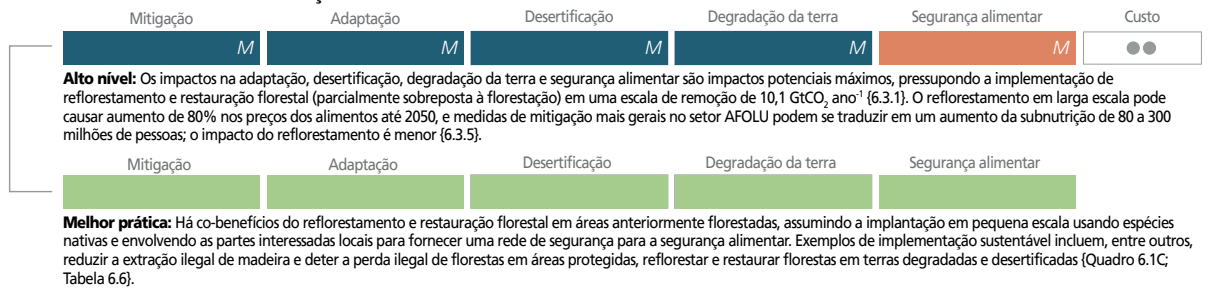 Mitigação Adaptação Desertificação Degradação da terra Segurança alimentar Custo
M M M M M
Alto nível: Os impactos na adaptação, desertificação, degradação da terra e segurança alimentar são impactos potenciais máximos, pressupondo a implementação de
reflorestamento e restauração florestal (parcialmente sobreposta à florestação) em uma escala de remoção de 10,1 GtCO₂ ano⁻¹ {6.3.1}. O reflorestamento em larga escala pode
causar aumento de 80% nos preços dos alimentos até 2050, e medidas de mitigação mais gerais no setor AFOLU podem se traduzir em um aumento da subnutrição de 80 a 300
milhões de pessoas; o impacto do reflorestamento é menor {6.3.5}.
Mitigação Adaptação Desertificação Degradação da terra Segurança alimentar
Melhor prática: Há co-benefícios do reflorestamento e restauração florestal em áreas anteriormente florestadas, assumindo a implantação em pequena escala usando espécies
nativas e envolvendo as partes interessadas locais para fornecer uma rede de segurança para a segurança alimentar. Exemplos de implementação sustentável incluem, entre outros,
reduzir a extração ilegal de madeira e deter a perda ilegal de florestas em áreas protegidas, reflorestar e restaurar florestas em terras degradadas e desertificadas {Quadro 6.1C;
Tabela 6.6}.